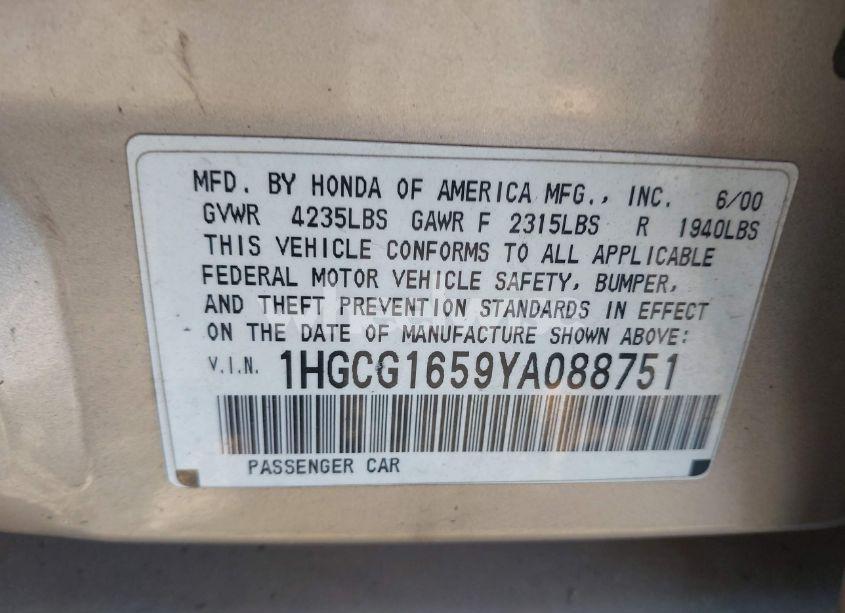 MFD. BY HONDA OF AMERICA MFG., INC. 6/00
GVWR 4235LBS GAWR F 2315LBS R 1940LBS
THIS VEHICLE CONFORMS TO ALL APPLICABLE
FEDERAL MOTOR VEHICLE SAFETY, BUMPER,
AND THEFT PREVENTION STANDARDS IN EFFECT
ON THE DATE OF MANUFACTURE SHOWN ABOVE:
V.I.N. 1HGCG1659YA088751
PASSENGER CAR